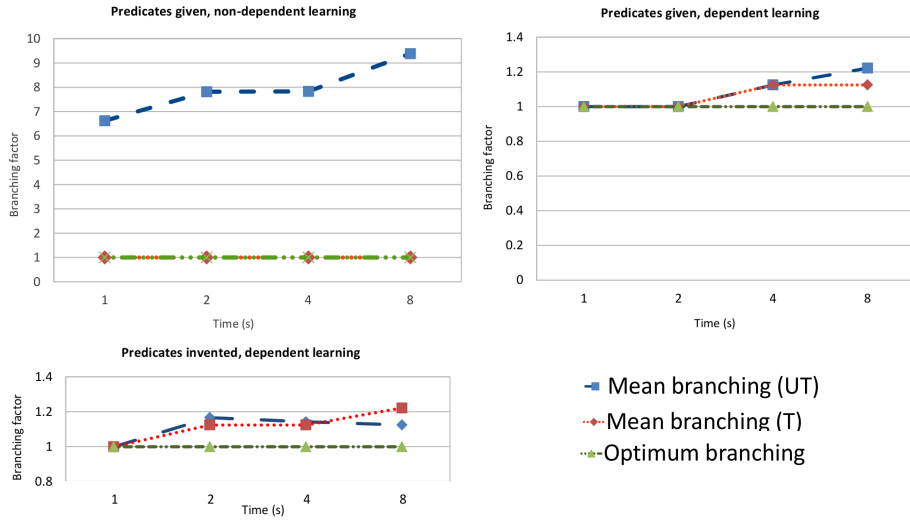 Predicates given, non-dependent learning
10
9
8
7
6
5
4
3
2
1
0
Branching factor
1 2 4 8
Time (s)
Predicates given, dependent learning
1.4
1.2
1
0.8
0.6
0.4
0.2
0
Branching factor
1 2 4 8
Time (s)
Predicates invented, dependent learning
1.4
1.2
1
0.8
Branching factor
1 2 4 8
Time (s)
Mean branching (UT)
Mean branching (T)
Optimum branching